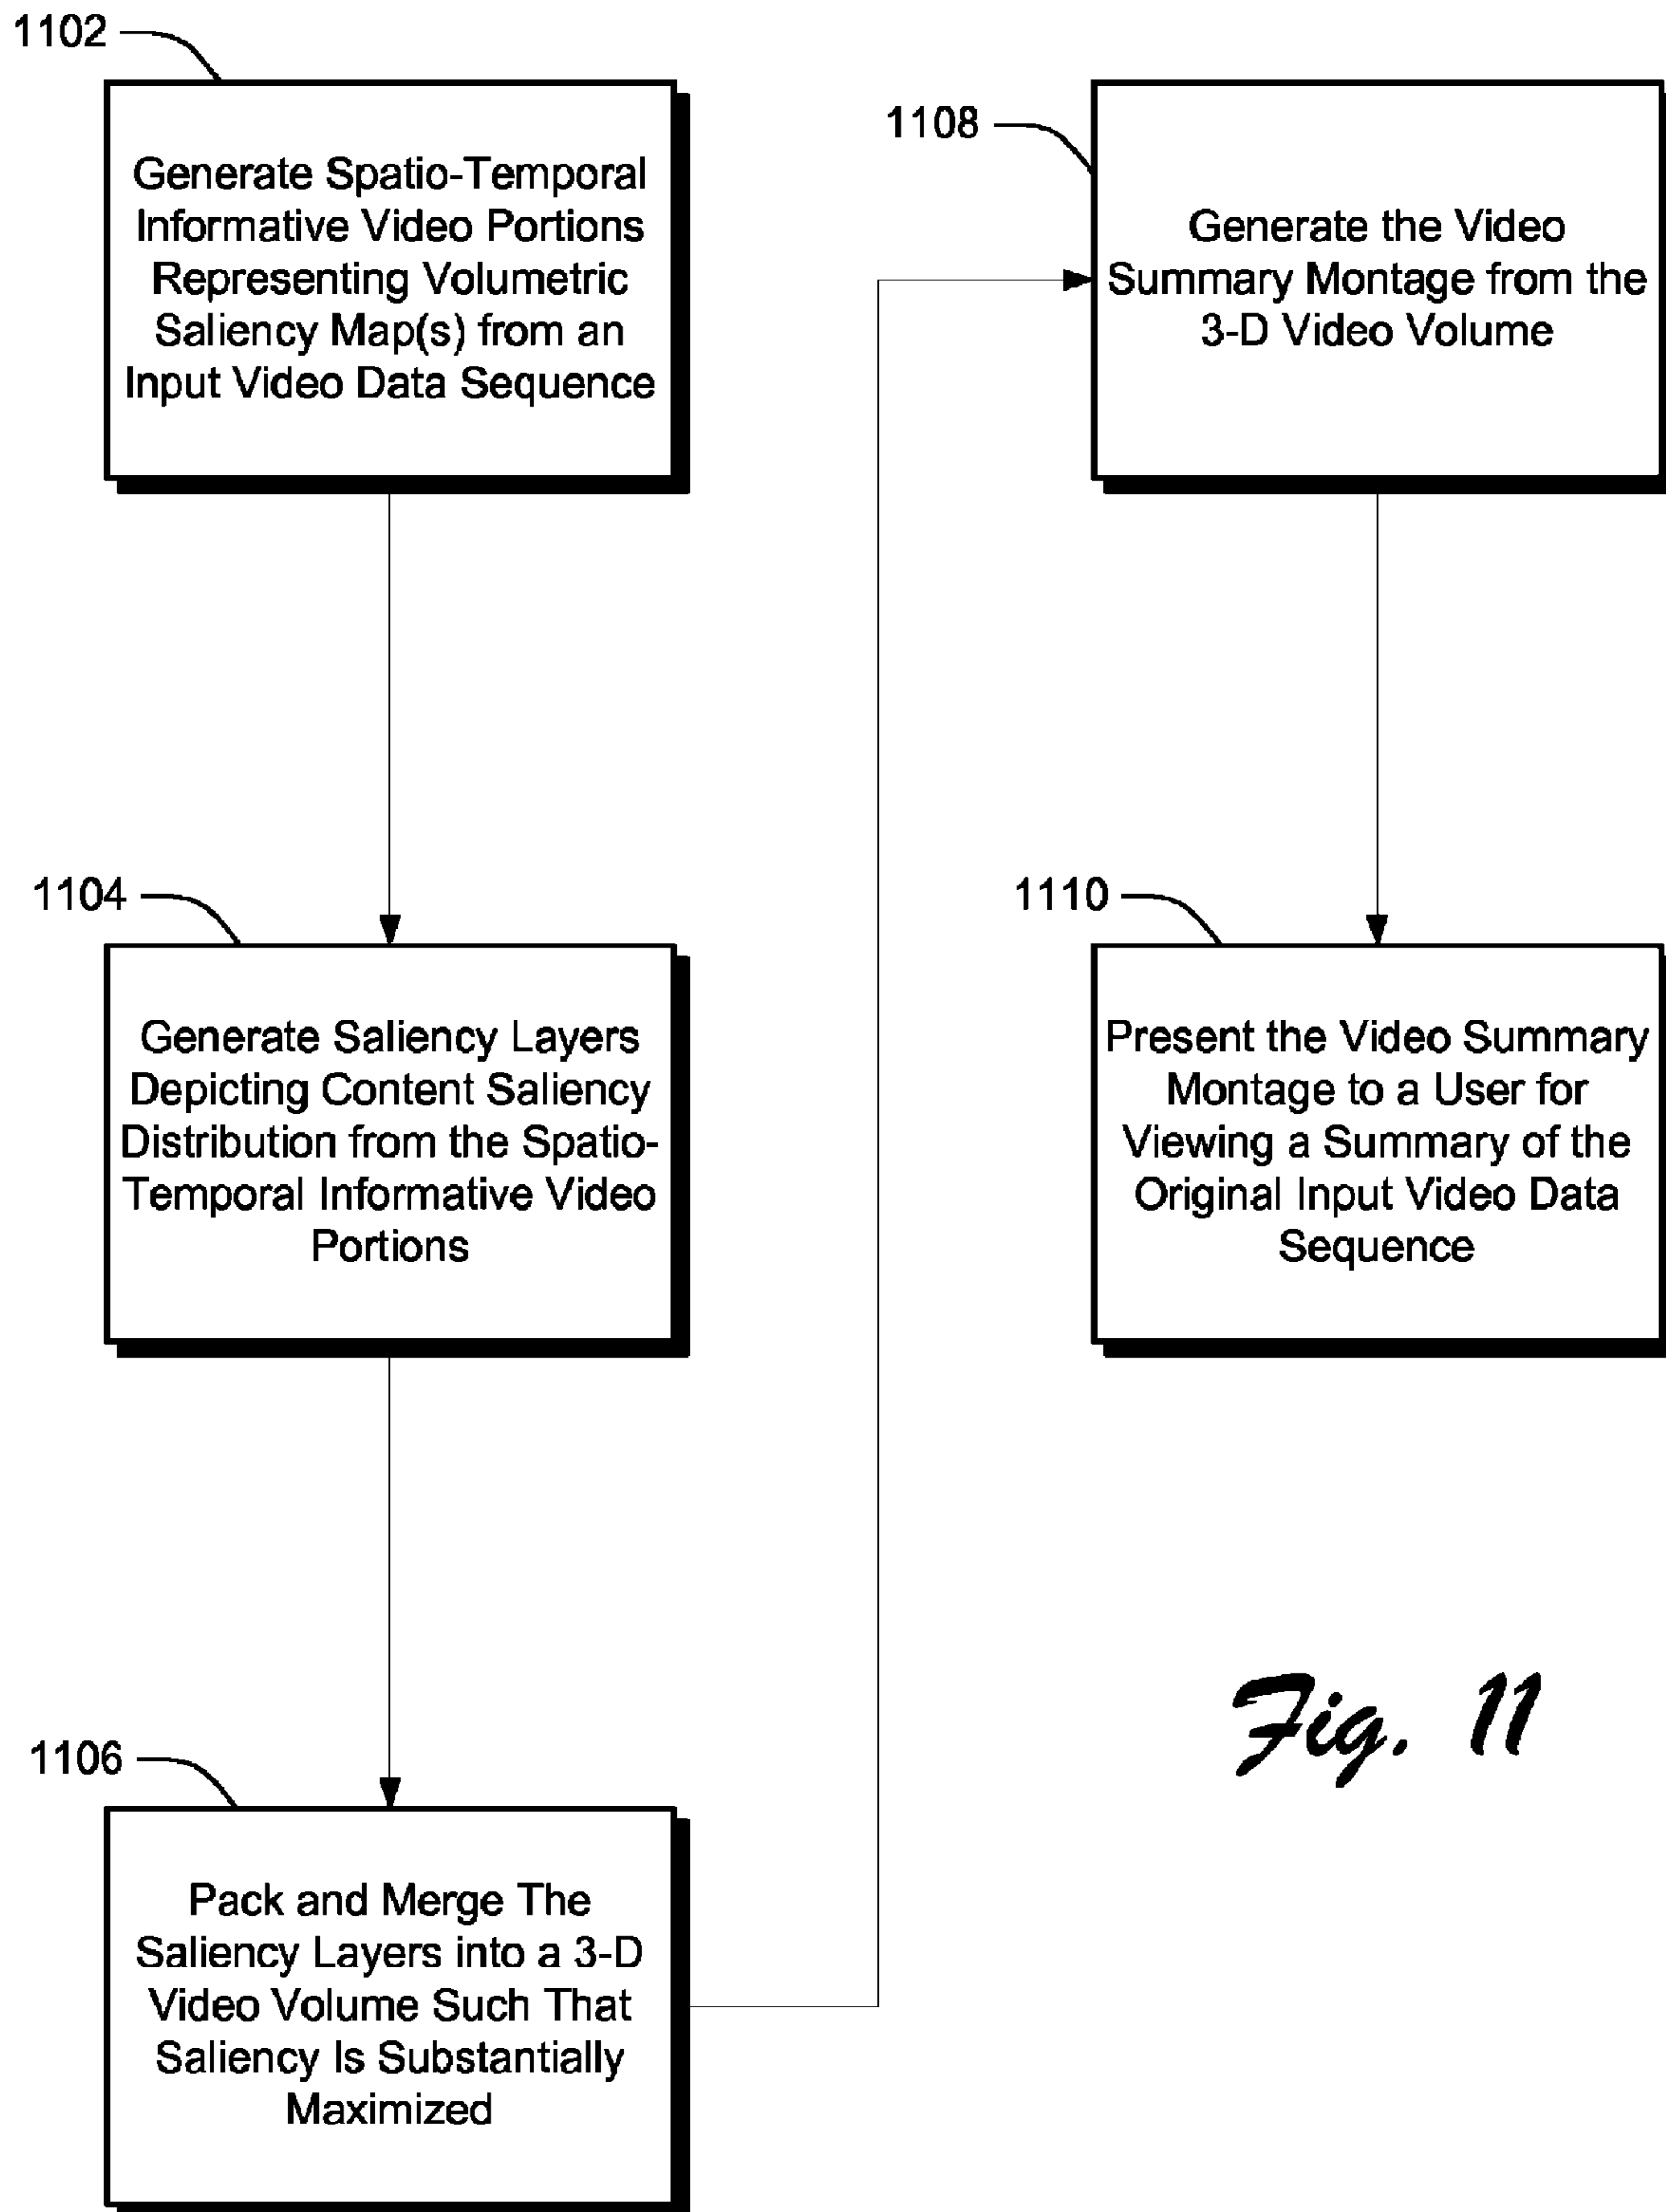 1102
Generate Spatio-Temporal
Informative Video Portions
Representing Volumetric
Saliency Map(s) from an
Input Video Data Sequence
1104
Generate Saliency Layers
Depicting Content Saliency
Distribution from the Spatio-
Temporal Informative Video
Portions
1106
Pack and Merge The
Saliency Layers into a 3-D
Video Volume Such That
Saliency Is Substantially
Maximized
1108
Generate the Video
Summary Montage from the
3-D Video Volume
1110
Present the Video Summary
Montage to a User for
Viewing a Summary of the
Original Input Video Data
Sequence
Fig. 11